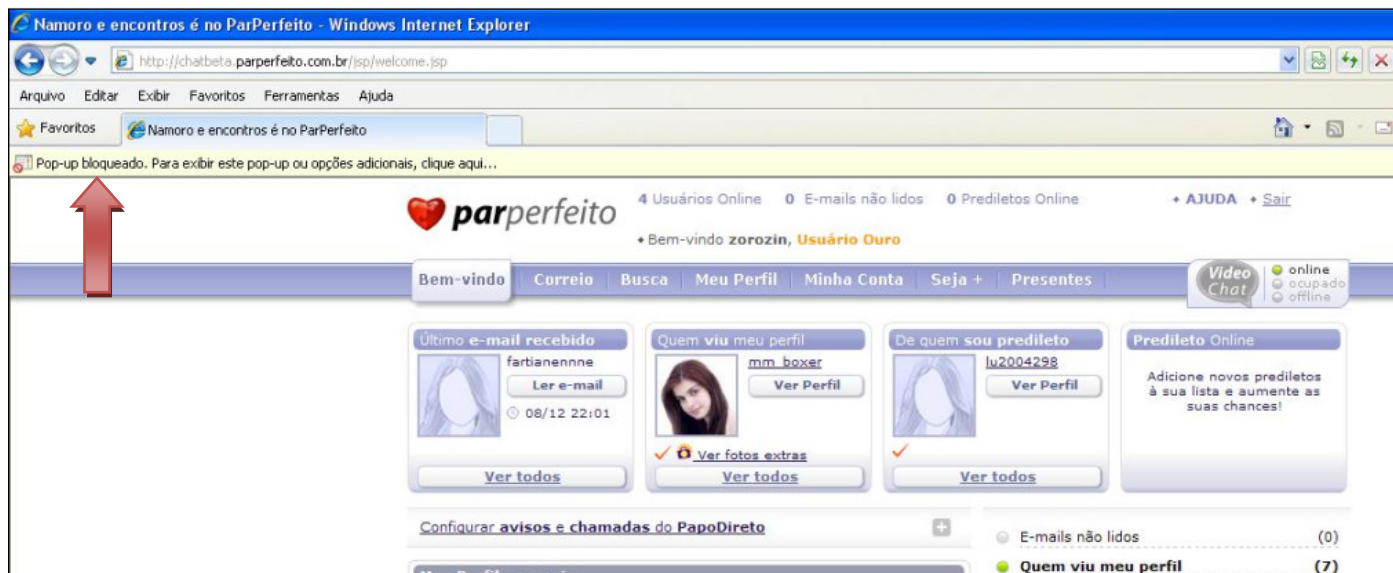 Namoro e encontros é no ParPerfeito - Windows Internet Explorer
http://chatbeta.parperfeito.com.br/jsp/welcome.jsp
Arquivo Editar Exibir Favoritos Ferramentas Ajuda
Favoritos Namoro e encontros é no ParPerfeito
Pop-up bloqueado. Para exibir este pop-up ou opções adicionais, clique aqui...
parperfeito 4 Usuários Online 0 E-mails não lidos 0 Prediletos Online AJUDA Sair
Bem-vindo zorozin, Usuário Ouro
Bem-vindo Correio Busca Meu Perfil Minha Conta Seja + Presentes
Video Chat
online
ocupado
offline
Último e-mail recebido
fartianennne
Ler e-mail
08/12 22:01
Ver todos
Quem viu meu perfil
mm_boxer
Ver Perfil
Ver fotos extras
Ver todos
De quem sou predileto
lu2004298
Ver Perfil
Ver todos
Predileto Online
Adicione novos prediletos
à sua lista e aumente as
suas chances!
Configurar avisos e chamadas do PapoDireto
E-mails não lidos (0)
Quem viu meu perfil (7)